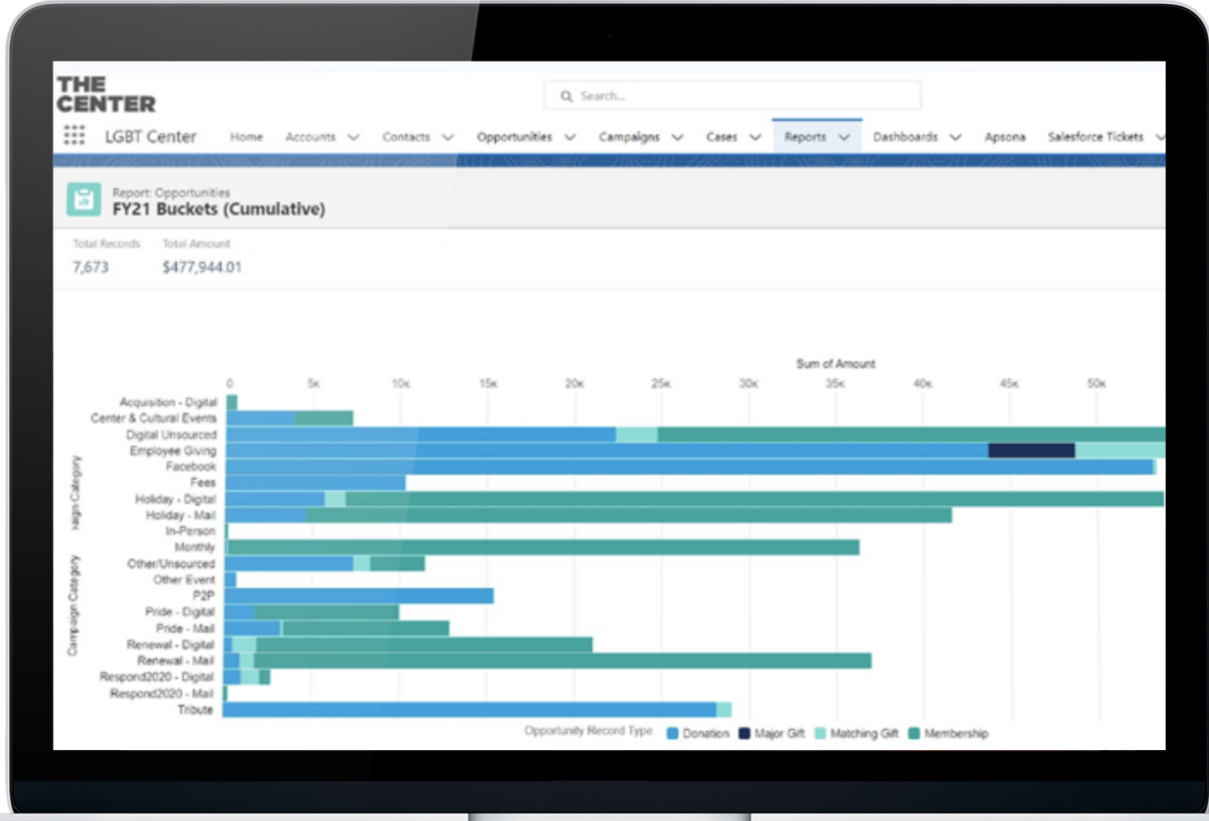 THE
CENTER
Search...
LGBT Center Home Accounts Contacts Opportunities Campaigns Cases Reports Dashboards Apsona Salesforce Tickets
Report: Opportunities
FY21 Buckets (Cumulative)
Total Records Total Amount
7,673 $477,944.01
Sum of Amount
0 5K 10K 15K 20K 25K 30K 35K 40K 45K 50K
Acquisition - Digital
Center & Cultural Events
Digital Unsourced
Employee Giving
Facebook
Fees
Holiday - Digital
Holiday - Mail
In-Person
Monthly
Other/Unsourced
Other Event
P2P
Pride - Digital
Pride - Mail
Renewal - Digital
Renewal - Mail
Respond2020 - Digital
Respond2020 - Mail
Tribute
Category
Campaign Category
Opportunity Record Type Donation Major Gift Matching Gift Membership